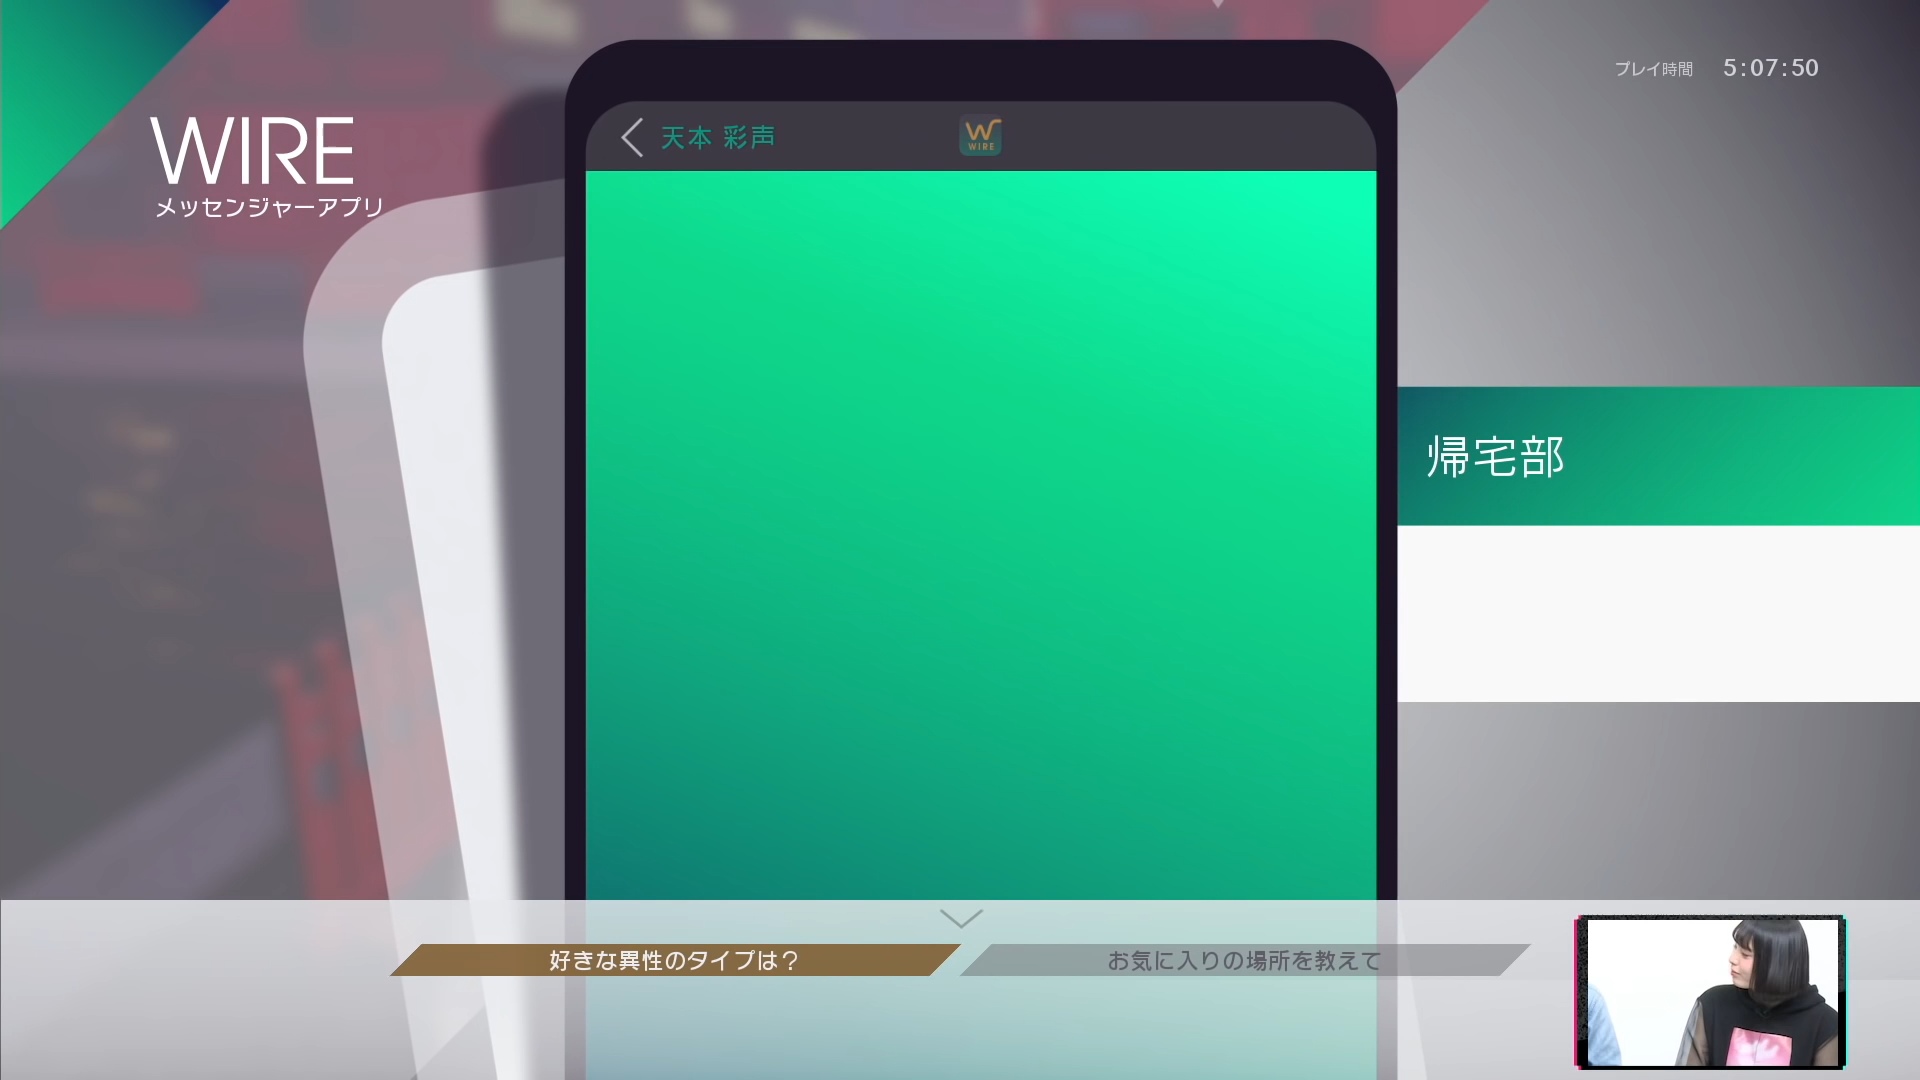 プレイ時間 5:07:50
WIRE
メッセンジャーアプリ
天本 彩声
W
WIRE
帰宅部
好きな異性のタイプは？
お気に入りの場所を教えて